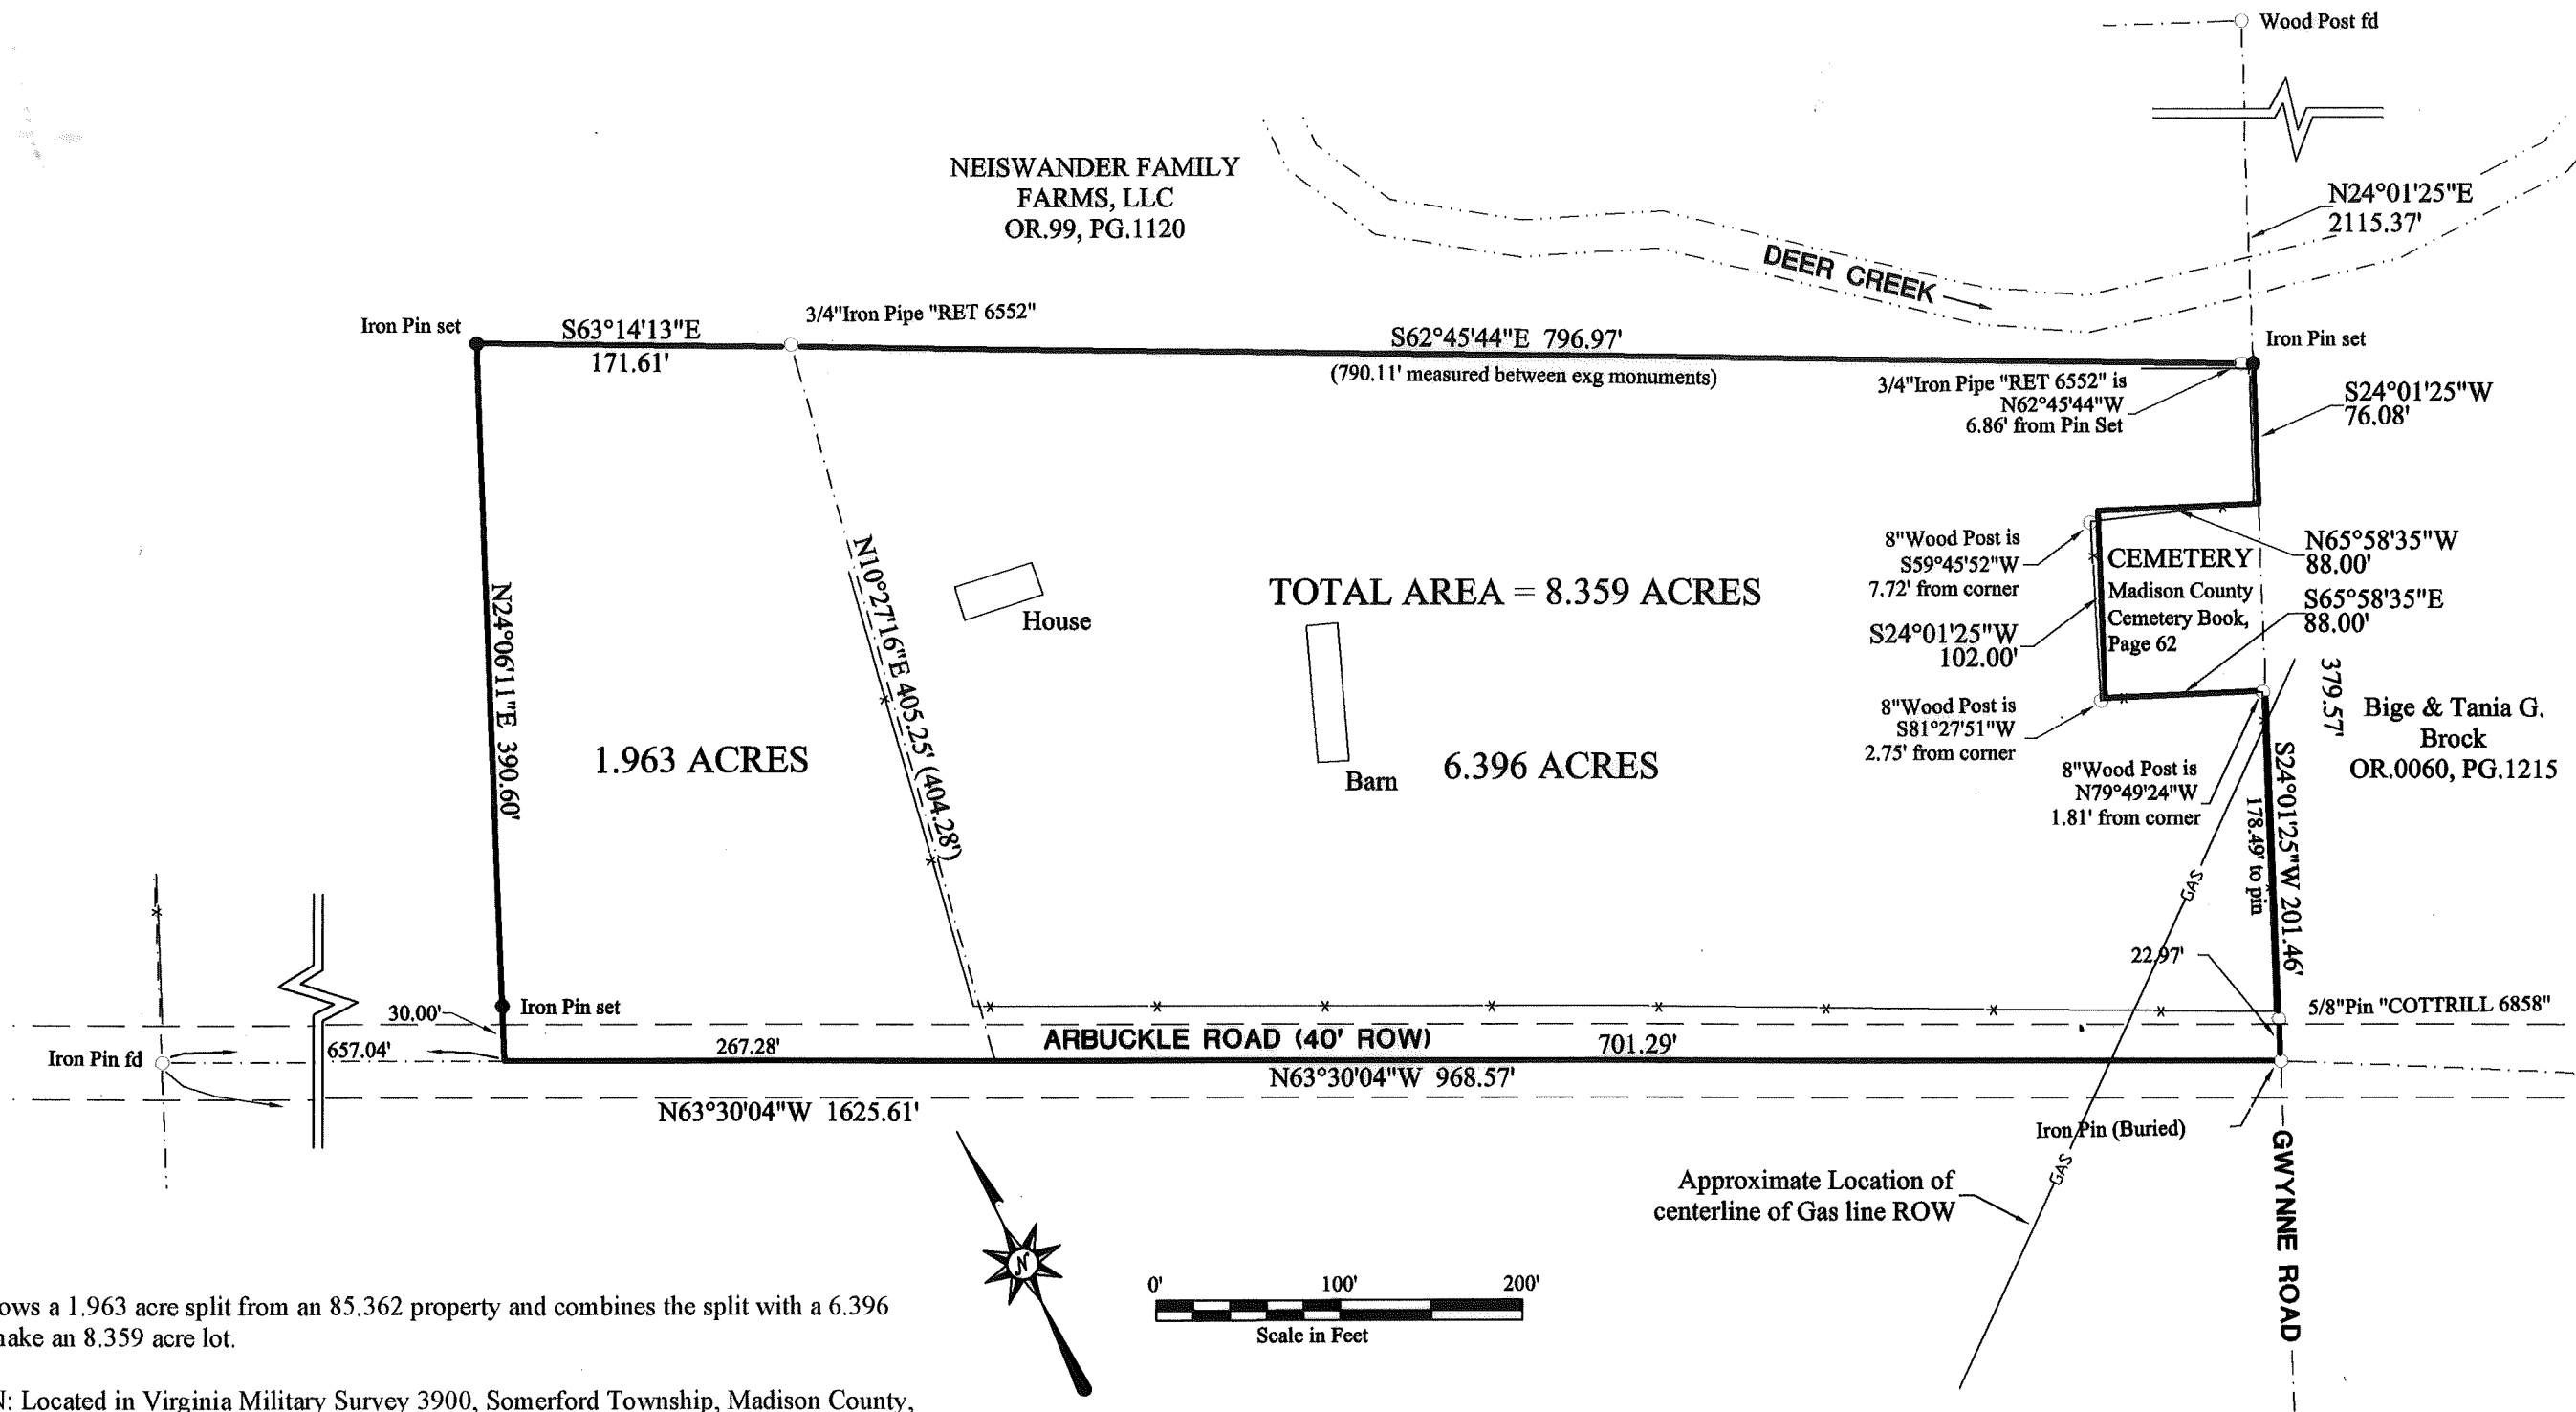 Wood Post fd
NEISWANDER FAMILY
FARMS, LLC
OR.99, PG.1120
N24°01'25"E
2115.37'
DEER CREEK
Iron Pin set
S63°14'13"E
171.61'
3/4"Iron Pipe "RET 6552"
S62°45'44"E 796.97'
(790.11' measured between exg monuments)
Iron Pin set
3/4"Iron Pipe "RET 6552" is
N62°45'44"W
6.86' from Pin Set
S24°01'25"W
76.08'
N24°06'11"E 390.60'
N10°27'16"E 405.25' (404.28')
House
TOTAL AREA = 8.359 ACRES
Barn
1.963 ACRES
6.396 ACRES
8"Wood Post is
S59°45'52"W
7.72' from corner
S24°01'25"W
102.00'
CEMETERY
Madison County
Cemetery Book,
Page 62
N65°58'35"W
88.00'
S65°58'35"E
88.00'
8"Wood Post is
S81°27'51"W
2.75' from corner
8"Wood Post is
N79°49'24"W
1.81' from corner
379.57'
Bige & Tania G.
Brock
OR.0060, PG.1215
S24°01'25"W 201.46'
178.49' to pin
GAS
22.97'
5/8"Pin "COTTRILL 6858"
Iron Pin set
30.00'
Iron Pin fd
657.04'
267.28'
ARBUCKLE ROAD (40' ROW)
701.29'
N63°30'04"W 968.57'
N63°30'04"W 1625.61'
Iron Pin (Buried)
GAS
GWYNNE ROAD
Approximate Location of
centerline of Gas line ROW
N
0' 100' 200'
Scale in Feet
ows a 1.963 acre split from an 85.362 property and combines the split with a 6.396
nake an 8.359 acre lot.
N: Located in Virginia Military Survey 3900, Somerford Township, Madison County,